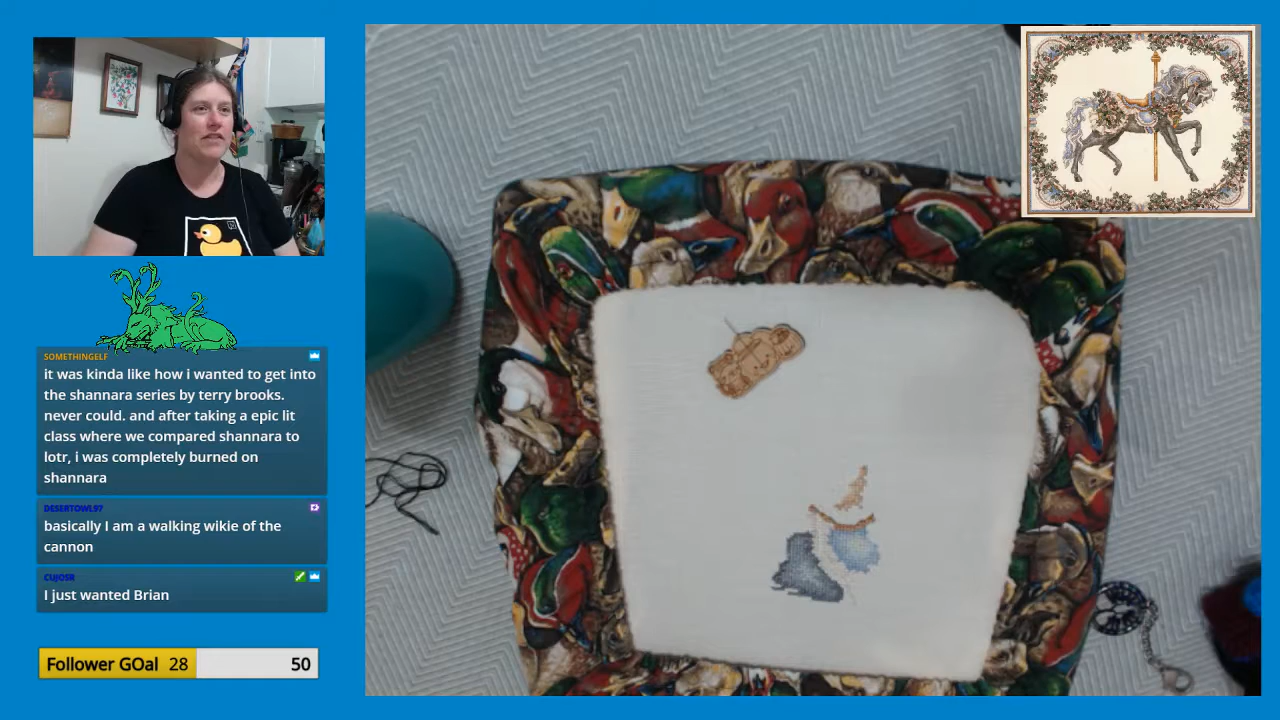 SOMETHINGELF
it was kinda like how i wanted to get into
the shannara series by terry brooks.
never could. and after taking a epic lit
class where we compared shannara to
lotr, i was completely burned on
shannara
DESERTOWL97
basically I am a walking wikie of the
cannon
CUJOSR
I just wanted Brian
Follower GOal 28 50